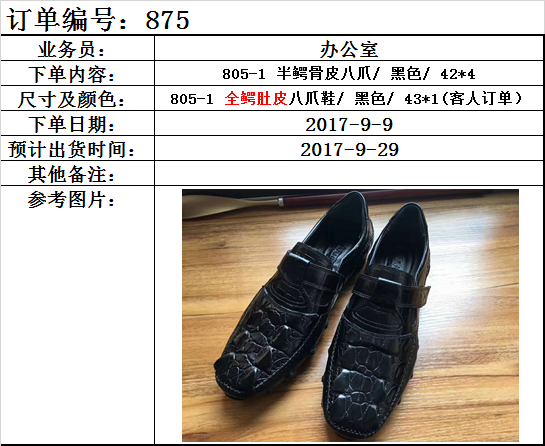 订单编号：875
业务员： 办公室
下单内容： 805-1 半鳄骨皮八爪/ 黑色/ 42*4
尺寸及颜色： 805-1 全鳄肚皮八爪鞋/ 黑色/ 43*1(客人订单）
下单日期： 2017-9-9
预计出货时间： 2017-9-29
其他备注：
参考图片：